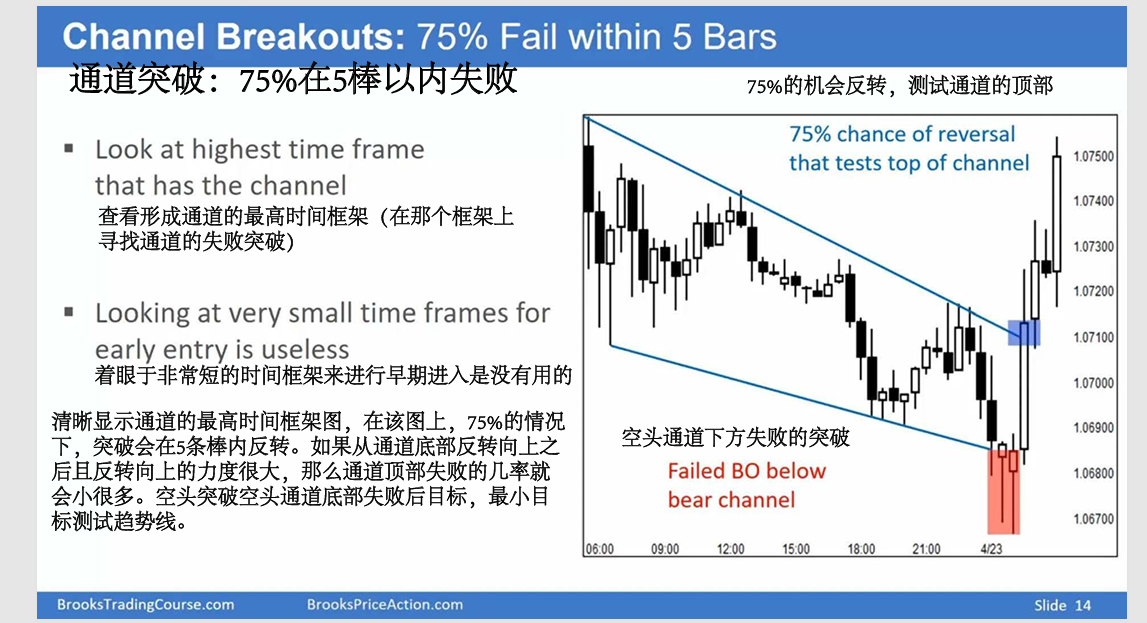 Channel Breakouts: 75% Fail within 5 Bars
通道突破：75%在5棒以内失败
75%的机会反转，测试通道的顶部
▪ Look at highest time frame
that has the channel
查看形成通道的最高时间框架（在那个框架上
寻找通道的失败突破）
▪ Looking at very small time frames for
early entry is useless
着眼于非常短的时间框架来进行早期进入是没有用的
清晰显示通道的最高时间框架图，在该图上，75%的情况
下，突破会在5条棒内反转。如果从通道底部反转向上之
后且反转向上的力度很大，那么通道顶部失败的几率就
会小很多。空头突破空头通道底部失败后目标，最小目
标测试趋势线。
75% chance of reversal
that tests top of channel
空头通道下方失败的突破
Failed BO below
bear channel
1.07500
1.07400
1.07300
1.07200
1.07100
1.07000
1.06900
1.06800
1.06700
06:00 09:00 12:00 15:00 18:00 21:00 4/23
BrooksTradingCourse.com BrooksPriceAction.com Slide 14